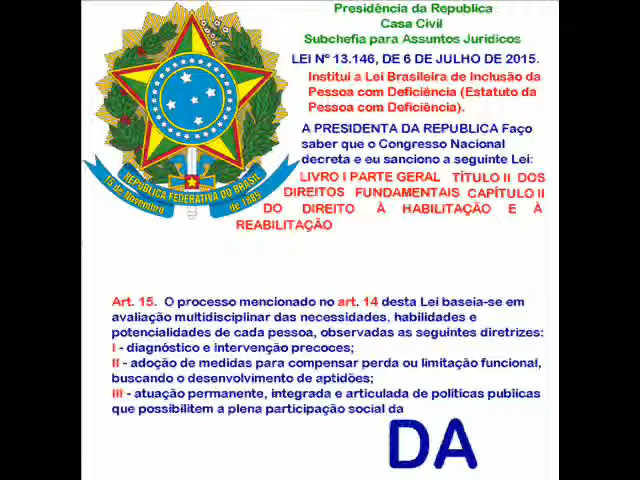 Presidência da Republica
Casa Civil
Subchefia para Assuntos Juridicos
LEI Nº 13.146, DE 6 DE JULHO DE 2015.
Institui a Lei Brasileira de Inclusão da
Pessoa com Deficiência (Estatuto da
Pessoa com Deficiência).
A PRESIDENTA DA REPUBLICA Faço
saber que o Congresso Nacional
decreta e eu sanciono a seguinte Lei:
LIVRO I PARTE GERAL TÍTULO II DOS
DIREITOS FUNDAMENTAIS CAPÍTULO II
DO DIREITO À HABILITAÇÃO E À
REABILITAÇÃO
REPÚBLICA FEDERATIVA DO BRASIL
15 de Novembro
de 1889
Art. 15. O processo mencionado no art. 14 desta Lei baseia-se em
avaliação multidisciplinar das necessidades, habilidades e
potencialidades de cada pessoa, observadas as seguintes diretrizes:
I - diagnóstico e intervenção precoces;
II - adoção de medidas para compensar perda ou limitação funcional,
buscando o desenvolvimento de aptidões;
III - atuação permanente, integrada e articulada de políticas publicas
que possibilitem a plena participação social da
DA